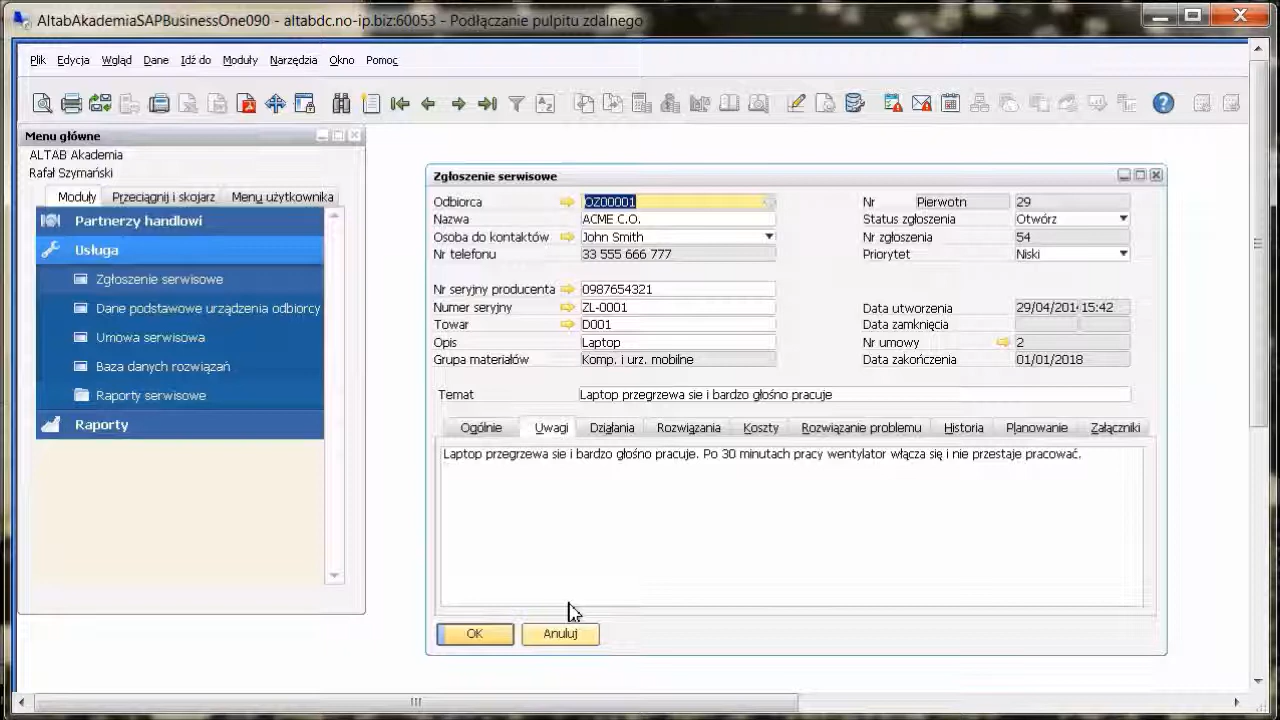 AltabAkademiaSAPBusinessOne090 - altabdc.no-ip.biz:60053 - Podłączanie pulpitu zdalnego
Plik Edycja Wgląd Dane Idź do Moduły Narzędzia Okno Pomoc
Menu główne
ALTAB Akademia
Rafał Szymański
Moduły Przeciągnij i skojarz Menu użytkownika
Partnerzy handlowi
Usługa
Zgłoszenie serwisowe
Dane podstawowe urządzenia odbiorcy
Umowa serwisowa
Baza danych rozwiązań
Raporty serwisowe
Raporty
Zgłoszenie serwisowe
Odbiorca OZ00001 Nr Pierwotn 29
Nazwa ACME C.O. Status zgłoszenia Otwórz
Osoba do kontaktów John Smith Nr zgłoszenia 54
Nr telefonu 33 555 666 777 Priorytet Niski
Nr seryjny producenta 0987654321
Numer seryjny ZL-0001 Data utworzenia 29/04/201 15:42
Towar D001 Data zamknięcia
Opis Laptop Nr umowy 2
Grupa materiałów Komp. i urz. mobilne Data zakończenia 01/01/2018
Temat Laptop przegrzewa sie i bardzo głośno pracuje
Ogólnie Uwagi Działania Rozwiązania Koszty Rozwiązanie problemu Historia Planowanie Załączniki
Laptop przegrzewa sie i bardzo głośno pracuje. Po 30 minutach pracy wentylator włącza się i nie przestaje pracować.
OK Anuluj